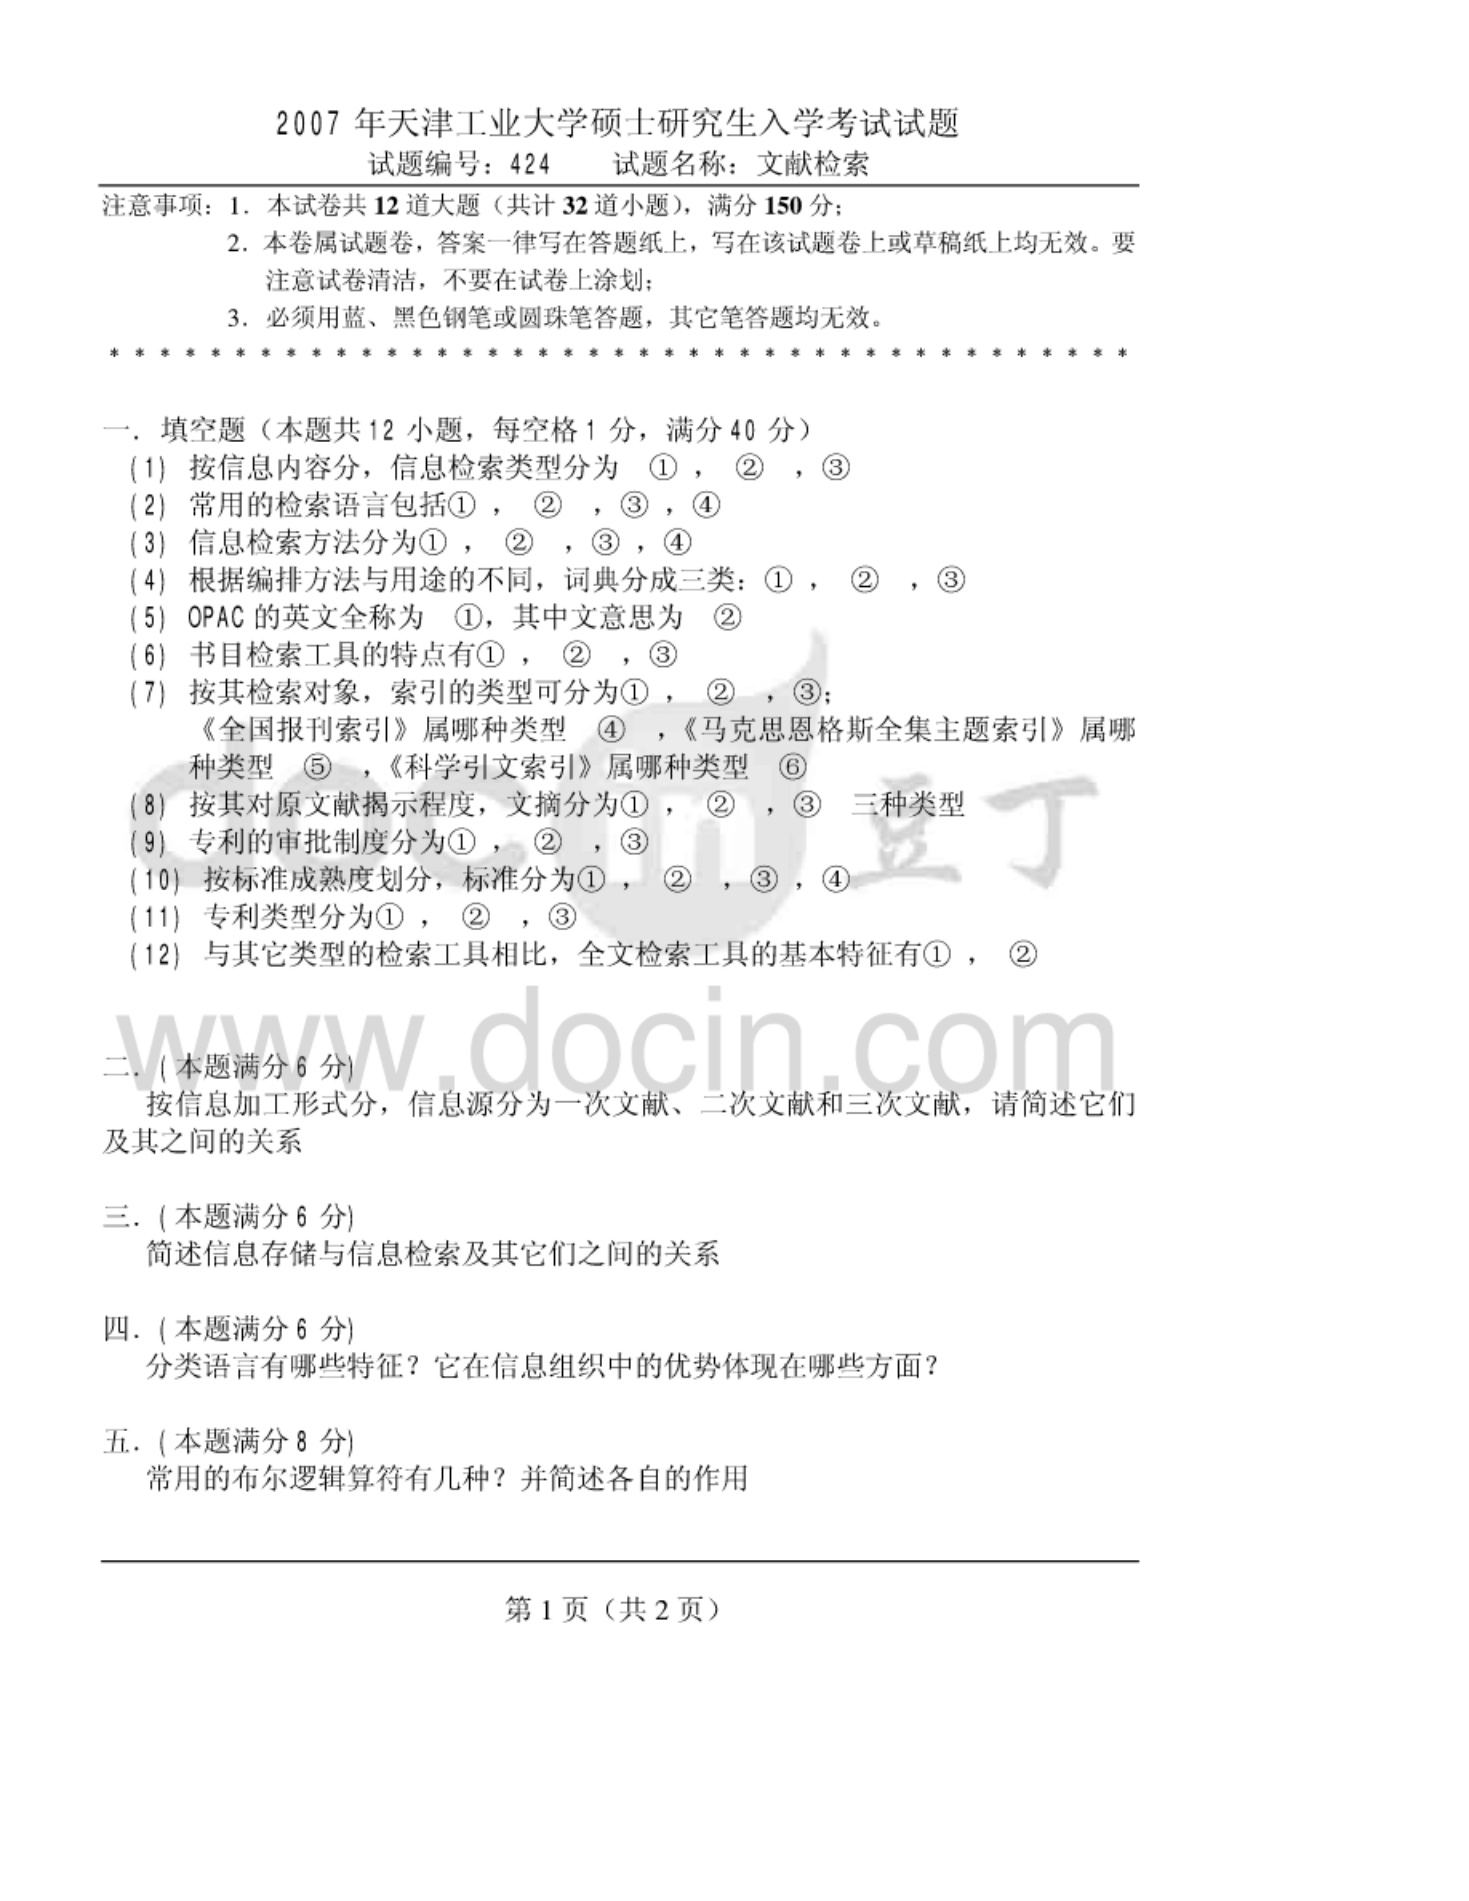 2007 年天津工业大学硕士研究生入学考试试题
试题编号：424 试题名称：文献检索
注意事项：1．本试卷共 12 道大题（共计 32 道小题），满分 150 分；
2．本卷属试题卷，答案一律写在答题纸上，写在该试题卷上或草稿纸上均无效。要
注意试卷清洁，不要在试卷上涂划；
3．必须用蓝、黑色钢笔或圆珠笔答题，其它笔答题均无效。
* * * * * * * * * * * * * * * * * * * * * * * * * * * * * * * * * * * * * * * * *
一．填空题（本题共 12 小题，每空格 1 分，满分 40 分）
(1) 按信息内容分，信息检索类型分为 ①， ② ，③
(2) 常用的检索语言包括①， ② ，③，④
(3) 信息检索方法分为①， ② ，③，④
(4) 根据编排方法与用途的不同，词典分成三类：①， ② ，③
(5) OPAC 的英文全称为 ①，其中文意思为 ②
(6) 书目检索工具的特点有①， ② ，③
(7) 按其检索对象，索引的类型可分为①， ② ，③；
《全国报刊索引》属哪种类型 ④ ，《马克思恩格斯全集主题索引》属哪
种类型 ⑤ ，《科学引文索引》属哪种类型 ⑥
(8) 按其对原文献揭示程度，文摘分为①， ② ，③ 三种类型
(9) 专利的审批制度分为①， ② ，③
(10) 按标准成熟度划分，标准分为①， ② ，③，④
(11) 专利类型分为①， ② ，③
(12) 与其它类型的检索工具相比，全文检索工具的基本特征有①， ②
docin 豆丁
www.docin.com
二．(本题满分 6 分)
按信息加工形式分，信息源分为一次文献、二次文献和三次文献，请简述它们
及其之间的关系
三．(本题满分 6 分)
简述信息存储与信息检索及其它们之间的关系
四．(本题满分 6 分)
分类语言有哪些特征？它在信息组织中的优势体现在哪些方面？
五．(本题满分 8 分)
常用的布尔逻辑算符有几种？并简述各自的作用
第 1 页（共 2 页）